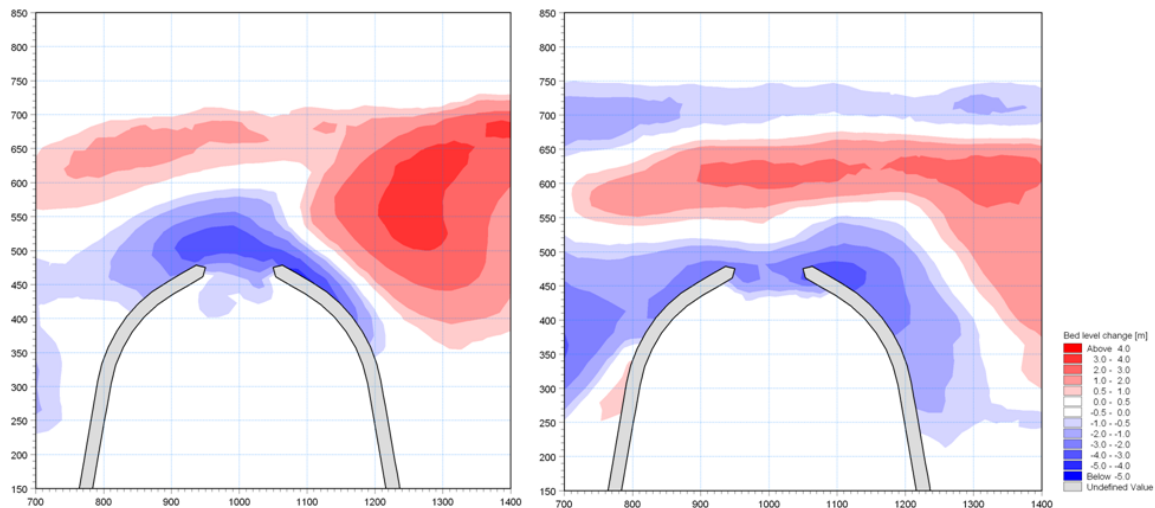 850
800
750
700
650
600
550
500
450
400
350
300
250
200
150
700 800 900 1000 1100 1200 1300 1400
850
800
750
700
650
600
550
500
450
400
350
300
250
200
150
700 800 900 1000 1100 1200 1300 1400
Bed level change [m]
Above 4.0
3.0 - 4.0
2.0 - 3.0
1.0 - 2.0
0.5 - 1.0
0.0 - 0.5
-0.5 - 0.0
-1.0 - -0.5
-2.0 - -1.0
-3.0 - -2.0
-4.0 - -3.0
-5.0 - -4.0
Below -5.0
Undefined Value